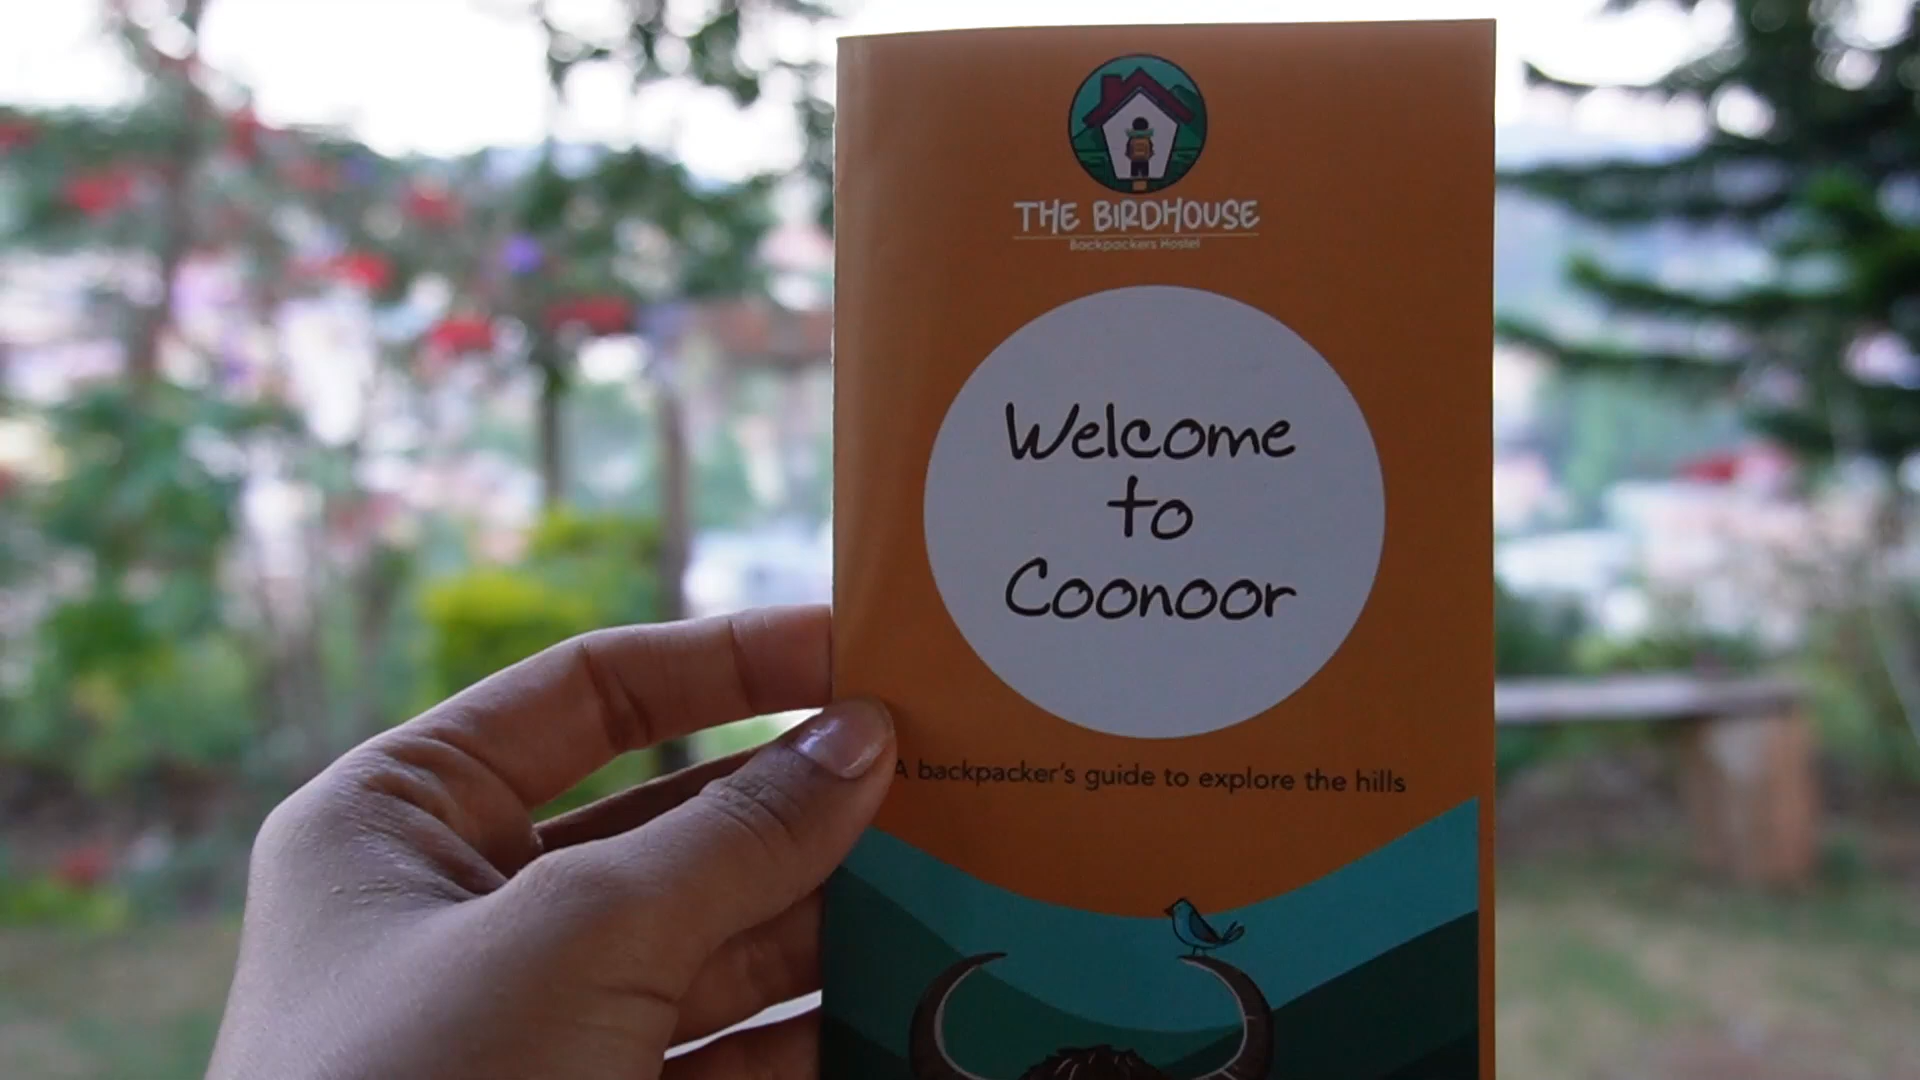 THE BIRDHOUSE
Backpackers Hostel
Welcome
to
Coonoor
A backpacker's guide to explore the hills